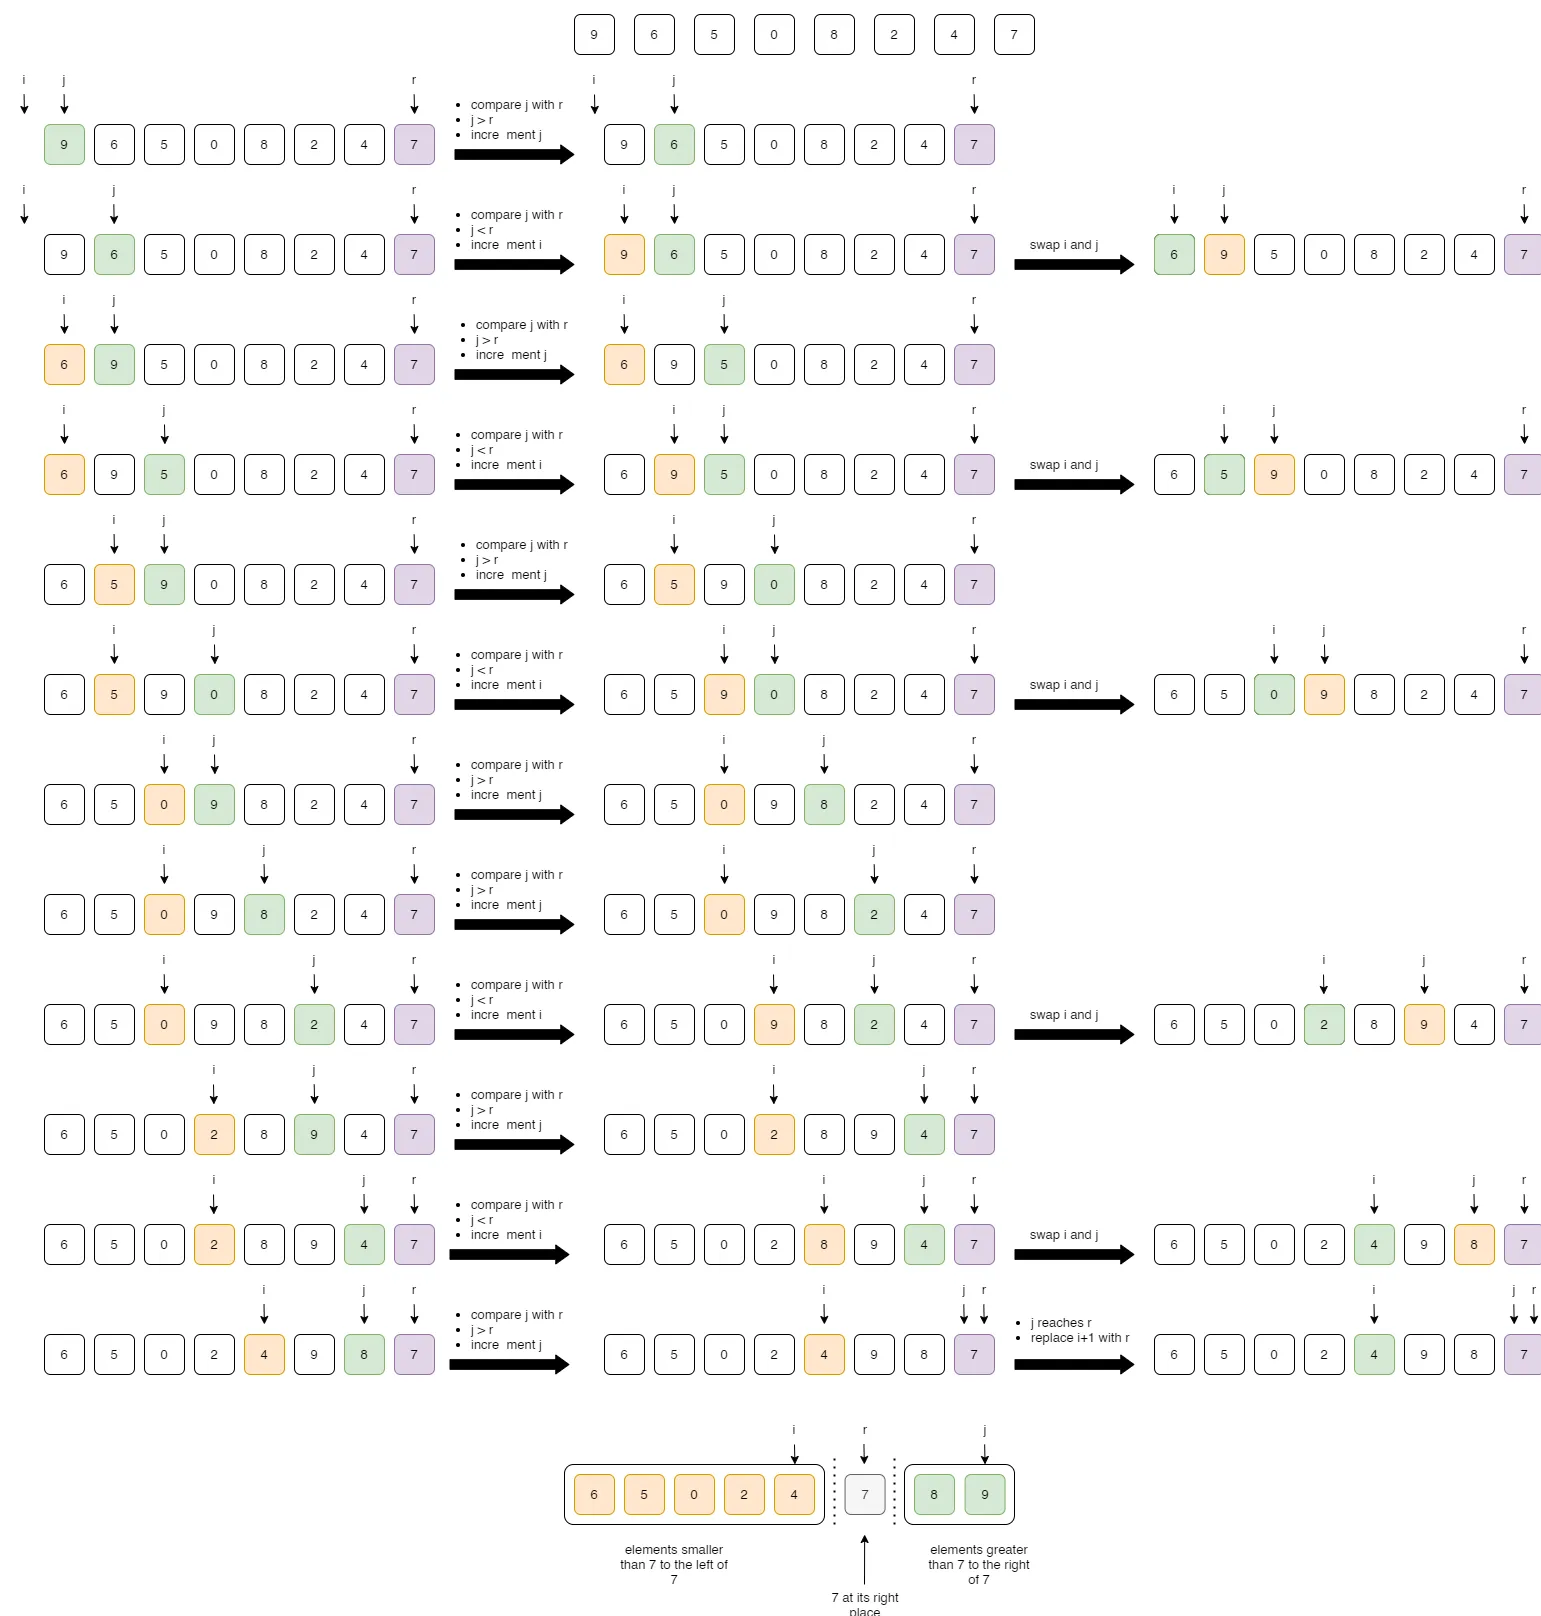 9 6 5 0 8 2 4 7
i j r i j r
compare j with r
j > r
incre ment j
9 6 5 0 8 2 4 7 9 6 5 0 8 2 4 7
i j r i j r i j r
compare j with r
j < r
incre ment i
swap i and j
9 6 5 0 8 2 4 7 9 6 5 0 8 2 4 7 6 9 5 0 8 2 4 7
i j r i j r
compare j with r
j > r
incre ment j
6 9 5 0 8 2 4 7 6 9 5 0 8 2 4 7
i j r i j r i j r
compare j with r
j < r
incre ment i
swap i and j
6 9 5 0 8 2 4 7 6 9 5 0 8 2 4 7 6 5 9 0 8 2 4 7
i j r i j r
compare j with r
j > r
incre ment j
6 5 9 0 8 2 4 7 6 5 9 0 8 2 4 7
i j r i j r i j r
compare j with r
j < r
incre ment i
swap i and j
6 5 9 0 8 2 4 7 6 5 9 0 8 2 4 7 6 5 0 9 8 2 4 7
i j r i j r
compare j with r
j > r
incre ment j
6 5 0 9 8 2 4 7 6 5 0 9 8 2 4 7
i j r i j r
compare j with r
j > r
incre ment j
6 5 0 9 8 2 4 7 6 5 0 9 8 2 4 7
i j r i j r i j r
compare j with r
j < r
incre ment i
swap i and j
6 5 0 9 8 2 4 7 6 5 0 9 8 2 4 7 6 5 0 2 8 9 4 7
i j r i j r
compare j with r
j > r
incre ment j
6 5 0 2 8 9 4 7 6 5 0 2 8 9 4 7
i j r i j r i j r
compare j with r
j < r
incre ment i
swap i and j
6 5 0 2 8 9 4 7 6 5 0 2 8 9 4 7 6 5 0 2 4 9 8 7
i j r i j r i j r
compare j with r
j > r
incre ment j
j reaches r
replace i+1 with r
6 5 0 2 4 9 8 7 6 5 0 2 4 9 8 7 6 5 0 2 4 9 8 7
i r j
6 5 0 2 4 7 8 9
elements smaller
than 7 to the left of
7
elements greater
than 7 to the right
of 7
7 at its right
place